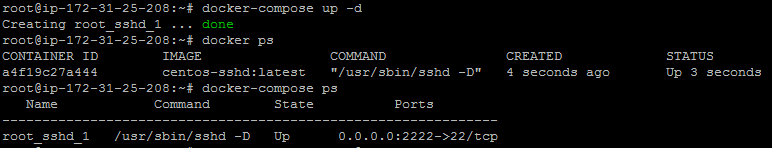 root@ip-172-31-25-208:~# docker-compose up -d
Creating root_sshd_1 ... done
root@ip-172-31-25-208:~# docker ps
CONTAINER ID        IMAGE               COMMAND               CREATED             STATUS
a4f19c27a444        centos-sshd:latest   "/usr/sbin/sshd -D"   4 seconds ago       Up 3 seconds
root@ip-172-31-25-208:~# docker-compose ps
   Name          Command        State          Ports
---------------------------------------------------------------
root_sshd_1   /usr/sbin/sshd -D   Up      0.0.0.0:2222->22/tcp